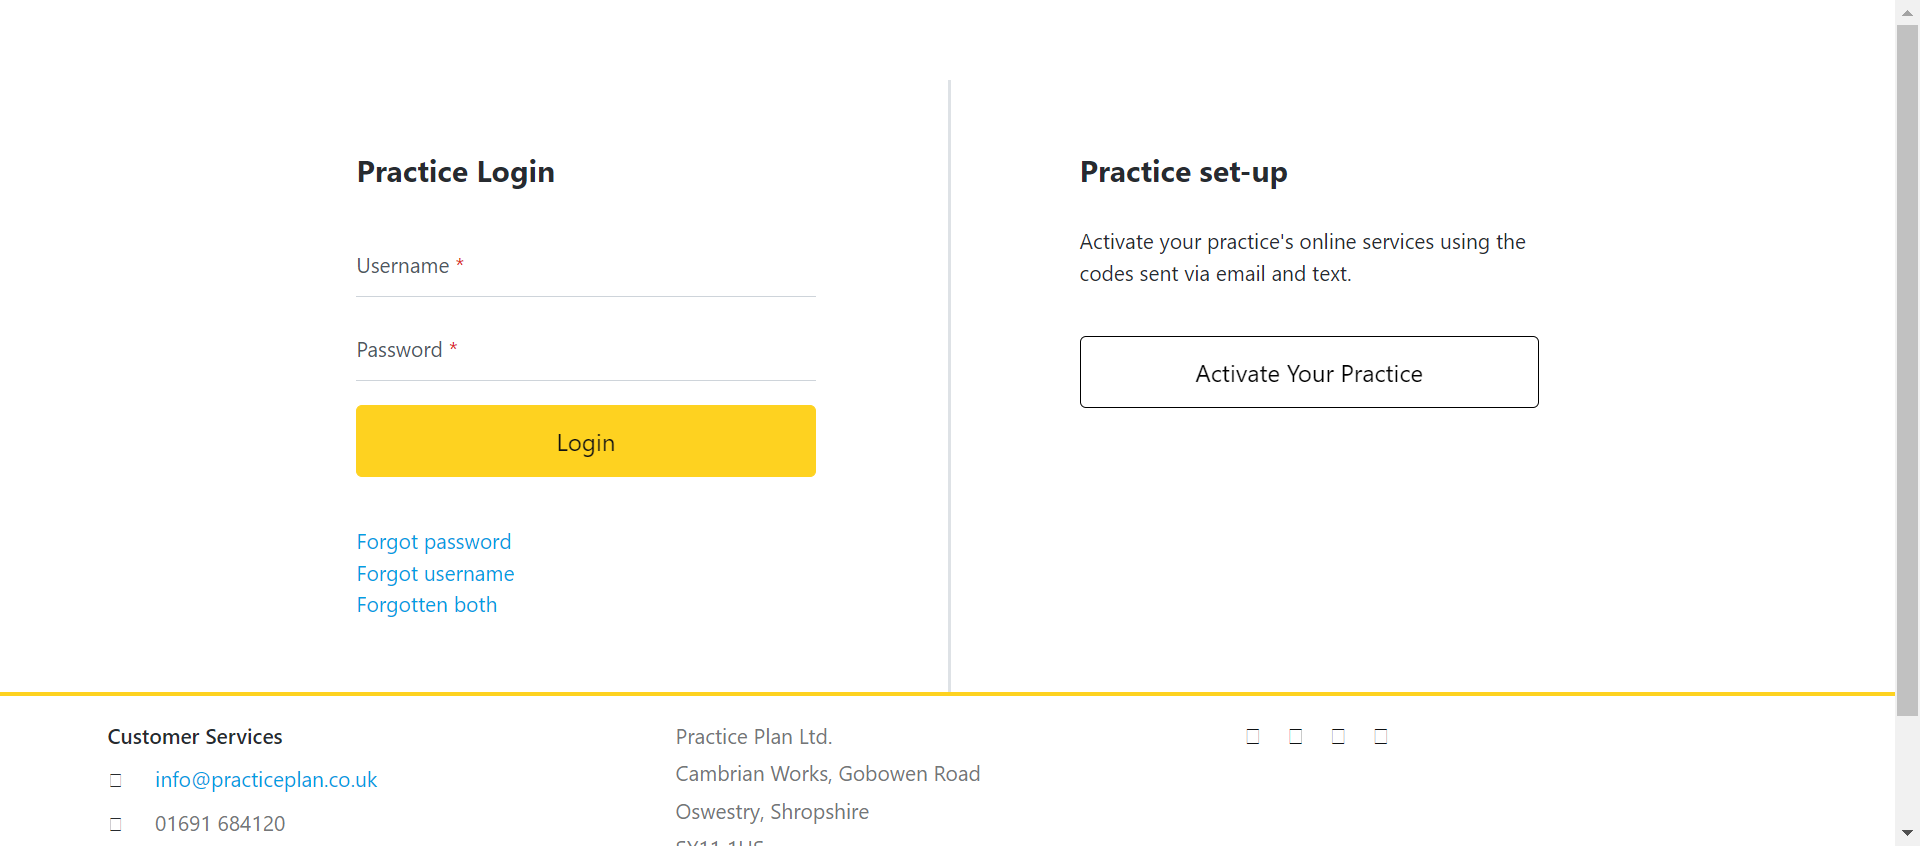 Practice Login
Username *
Password *
Login
Forgot password
Forgot username
Forgotten both
Practice set-up
Activate your practice's online services using the
codes sent via email and text.
Activate Your Practice
Customer Services
info@practiceplan.co.uk
01691 684120
Practice Plan Ltd.
Cambrian Works, Gobowen Road
Oswestry, Shropshire